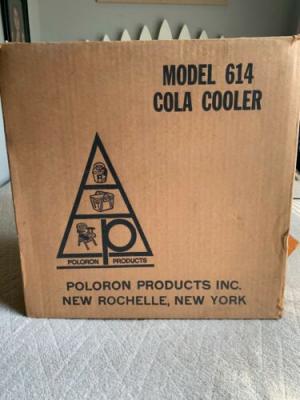 MODEL 614
COLA COOLER
p
POLORON PRODUCTS
POLORON PRODUCTS INC.
NEW ROCHELLE, NEW YORK